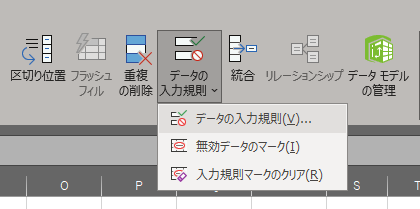 区切り位置
フラッシュ
フィル
重複
の削除
データの
入力規則
統合
リレーションシップ
データ モデル
の管理
データの入力規則(V)...
無効データのマーク(I)
入力規則マークのクリア(R)
O P Q R S T